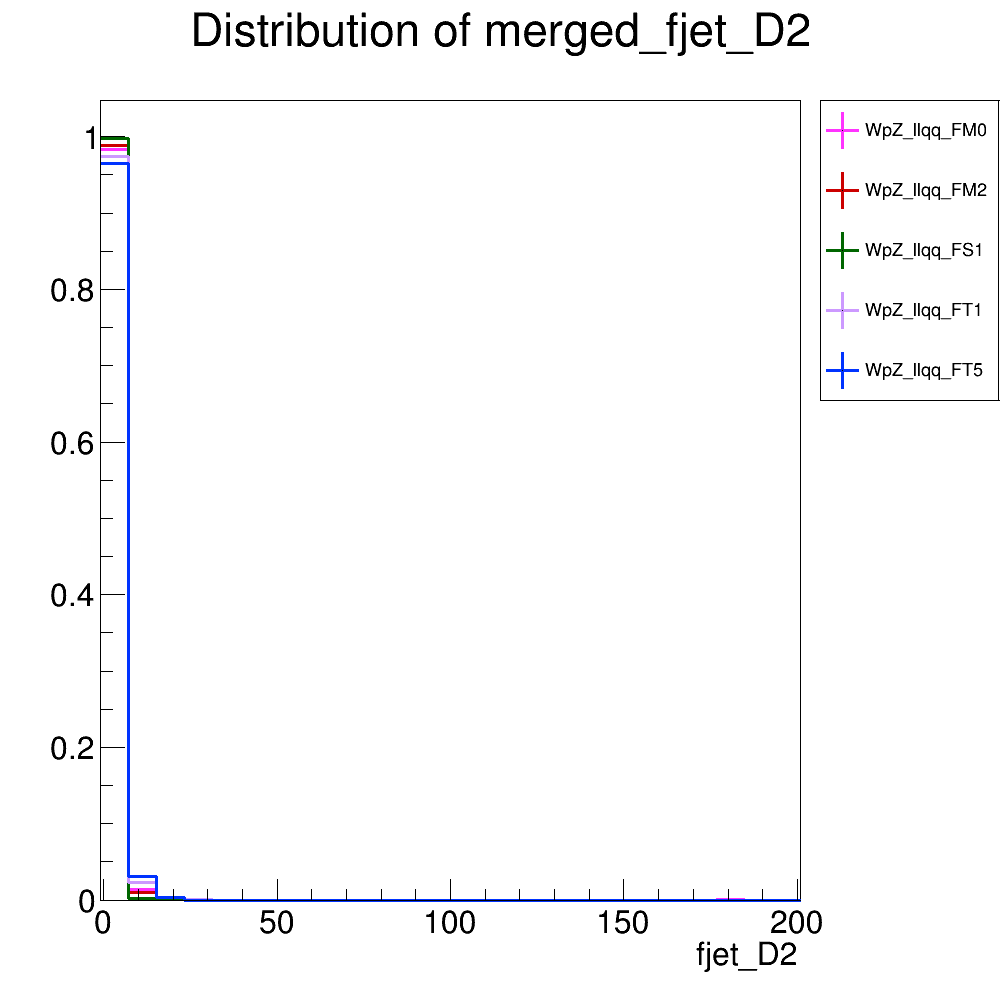 Distribution of merged_fjet_D2
1
0.8
0.6
0.4
0.2
0
0 50 100 150 200
fjet_D2
WpZ_llqq_FM0
WpZ_llqq_FM2
WpZ_llqq_FS1
WpZ_llqq_FT1
WpZ_llqq_FT5